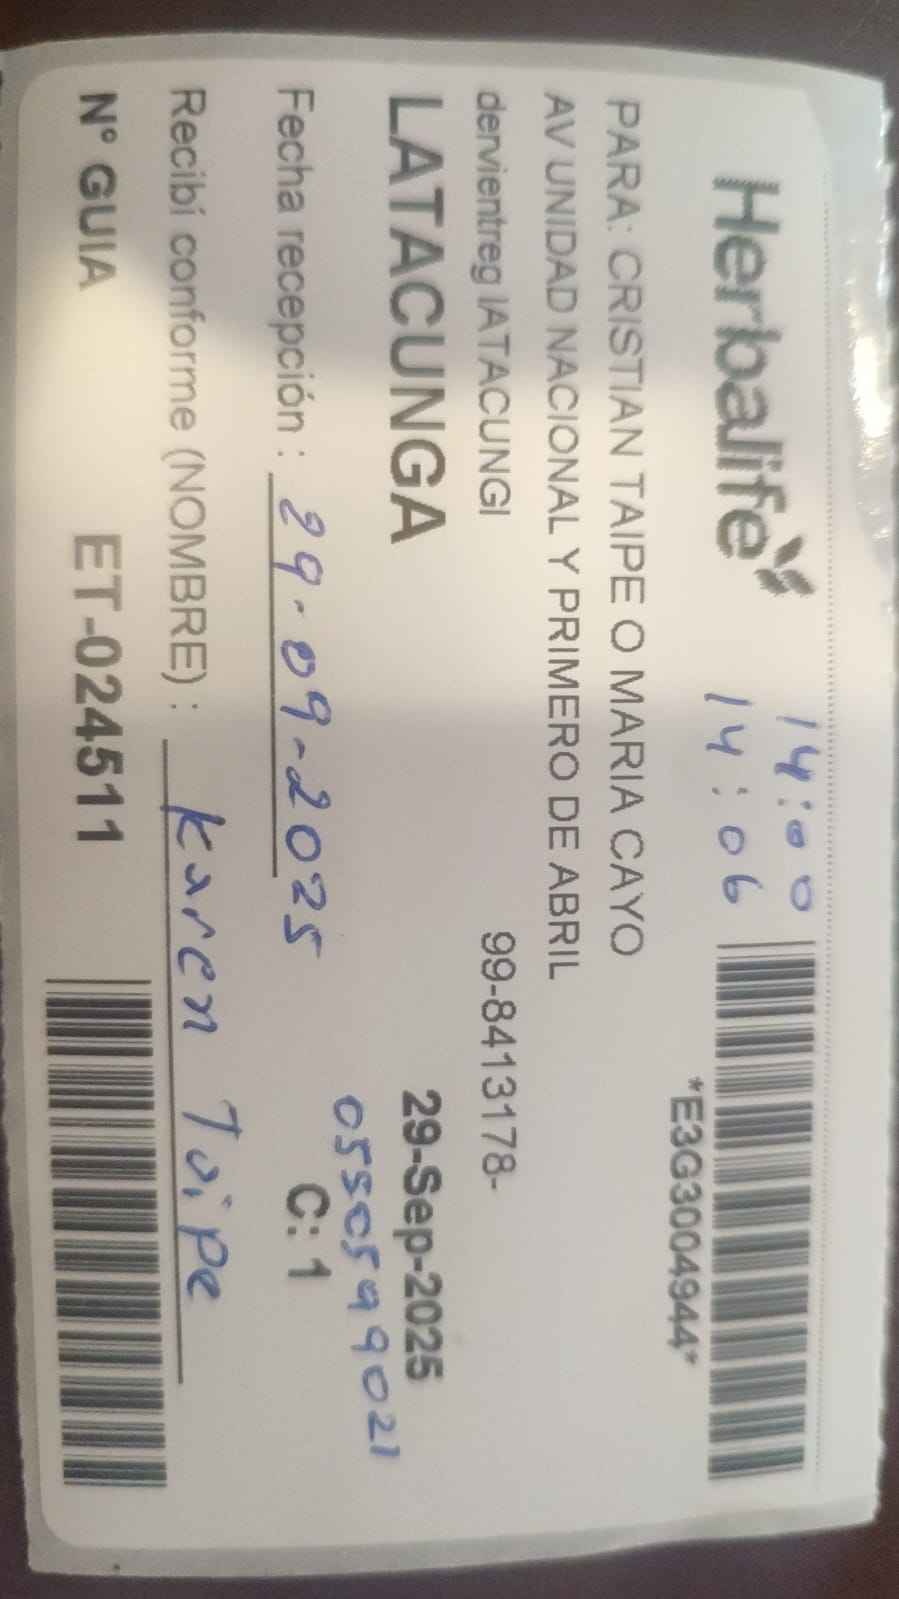 Herbalife
14:00
14:06
*E3G3004944*
PARA: CRISTIAN TAIPE O MARIA CAYO
AV UNIDAD NACIONAL Y PRIMERO DE ABRIL
dervientreg lATACUNGI 99-8413178-
LATACUNGA 29-Sep-2025
0550599021
Fecha recepción : 29-09-2025 C: 1
Recibí conforme (NOMBRE) : Karen Taipe
N° GUIA ET-024511